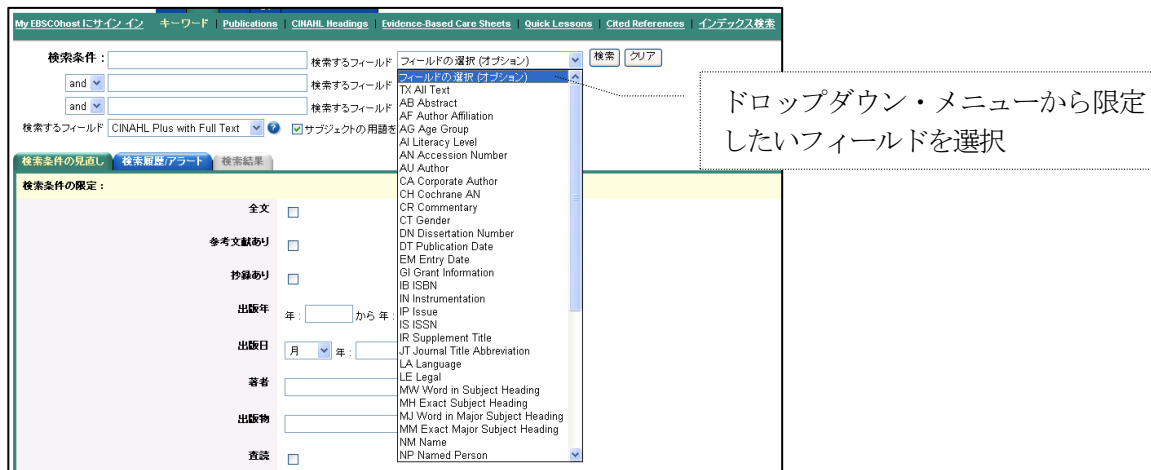 My EBSCOhost にサイン イン キーワード | Publications | CINAHL Headings | Evidence-Based Care Sheets | Quick Lessons | Cited References | インデックス検索
検索条件： 検索するフィールド フィールドの選択 (オプション) 検索 クリア
and 検索するフィールド
and 検索するフィールド
検索するフィールド CINAHL Plus with Full Text サブジェクトの用語を
フィールドの選択 (オプション)
TX All Text
AB Abstract
AF Author Affiliation
AG Age Group
AI Literacy Level
AN Accession Number
AU Author
CA Corporate Author
CH Cochrane AN
CR Commentary
CT Gender
DN Dissertation Number
DT Publication Date
EM Entry Date
GI Grant Information
IB ISBN
IN Instrumentation
IP Issue
IS ISSN
IR Supplement Title
JT Journal Title Abbreviation
LA Language
LE Legal
MW Word in Subject Heading
MH Exact Subject Heading
MJ Word in Major Subject Heading
MM Exact Major Subject Heading
NM Name
NP Named Person
ドロップダウン・メニューから限定
したいフィールドを選択
検索条件の見直し 検索履歴/アラート 検索結果
検索条件の限定：
全文
参考文献あり
抄録あり
出版年 年： から 年：
出版日 月 年：
著者
出版物
査読